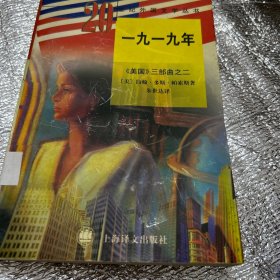 20
世纪外国文学丛书
一九一九年
《美国》三部曲之二
[美] 约翰·多斯·帕索斯著
朱世达译
上海译文出版社